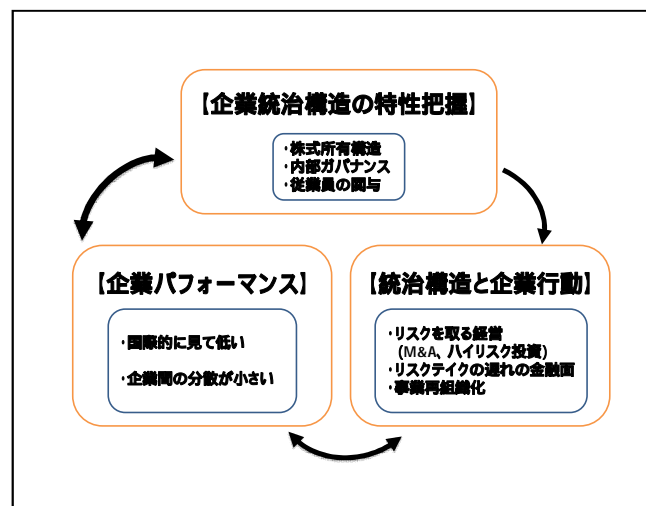 【企業統治構造の特性把握】
・株式所有構造
・内部ガバナンス
・従業員の関与
【企業パフォーマンス】
・国際的に見て低い
・企業間の分散が小さい
【統治構造と企業行動】
・リスクを取る経営
(M&A、ハイリスク投資)
・リスクテイクの遅れの金融面
・事業再組織化